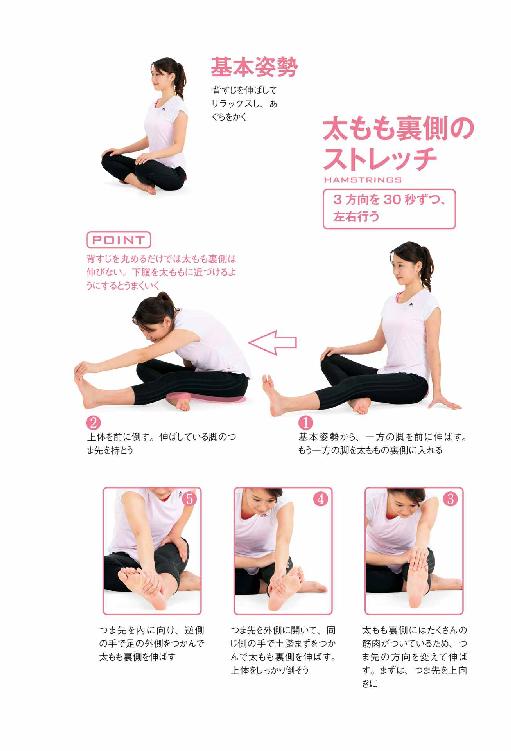 基本姿勢
背すじを伸ばして
リラックスし、あ
ぐらをかく
太もも裏側の
ストレッチ
HAMSTRINGS
3方向を30秒ずつ、
左右行う
POINT
背すじを丸めるだけでは太もも裏側は
伸びない。下腹を太ももに近づけるよ
うにするとうまくいく
1
基本姿勢から、一方の脚を前に伸ばす。
もう一方の脚を太ももの裏側に入れる
2
上体を前に倒す。伸ばしている脚のつ
ま先を持とう
3
太もも裏側にはたくさんの
筋肉がついているため、つ
ま先の方向を変えて伸ば
す。まずは、つま先を上向
きに
4
つま先を外側に開いて、同
じ側の手で土踏まずをつか
んで太もも裏側を伸ばす。
上体をしっかり倒そう
5
つま先を内に向け、逆側
の手で足の外側をつかんで
太もも裏側を伸ばす